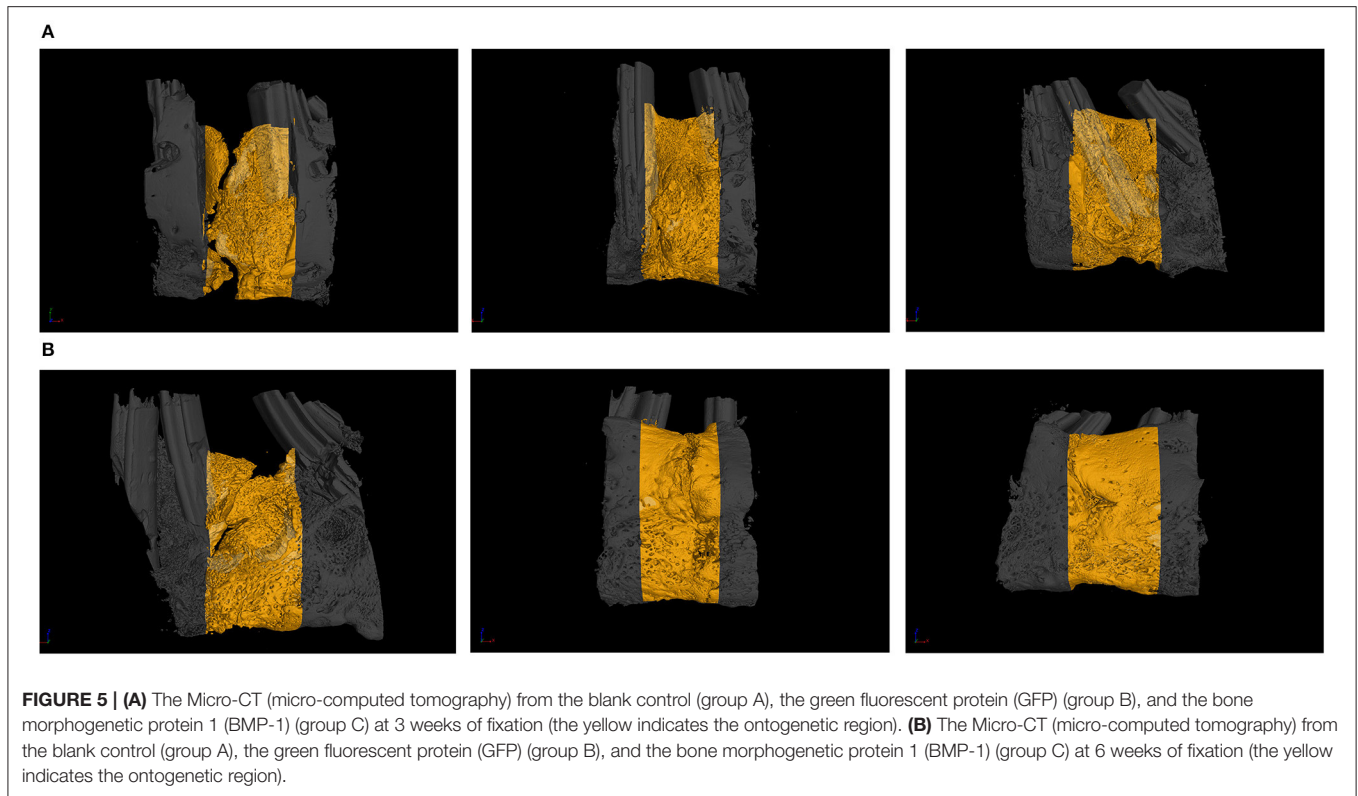 A
B
FIGURE 5 | (A) The Micro-CT (micro-computed tomography) from the blank control (group A), the green fluorescent protein (GFP) (group B), and the bone
morphogenetic protein 1 (BMP-1) (group C) at 3 weeks of fixation (the yellow indicates the ontogenetic region). (B) The Micro-CT (micro-computed tomography) from
the blank control (group A), the green fluorescent protein (GFP) (group B), and the bone morphogenetic protein 1 (BMP-1) (group C) at 6 weeks of fixation (the yellow
indicates the ontogenetic region).